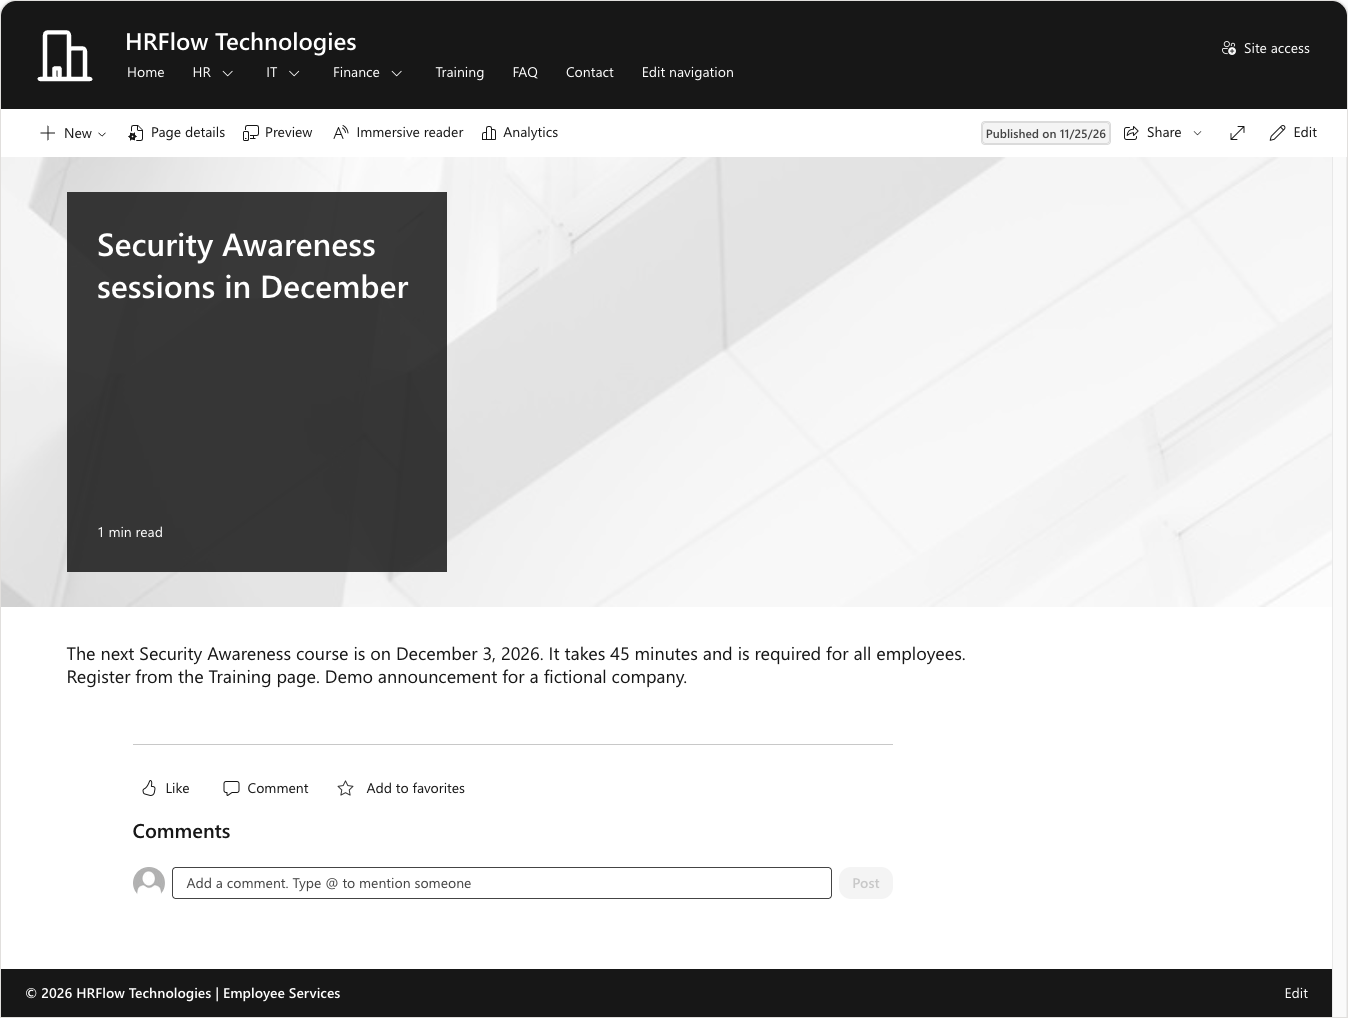 HRFlow Technologies
Site access
Home HR IT Finance Training FAQ Contact Edit navigation
New Page details Preview Immersive reader Analytics Published on 11/25/26 Share Edit
Security Awareness
sessions in December
1 min read
The next Security Awareness course is on December 3, 2026. It takes 45 minutes and is required for all employees.
Register from the Training page. Demo announcement for a fictional company.
Like Comment Add to favorites
Comments
Add a comment. Type @ to mention someone Post
© 2026 HRFlow Technologies | Employee Services Edit